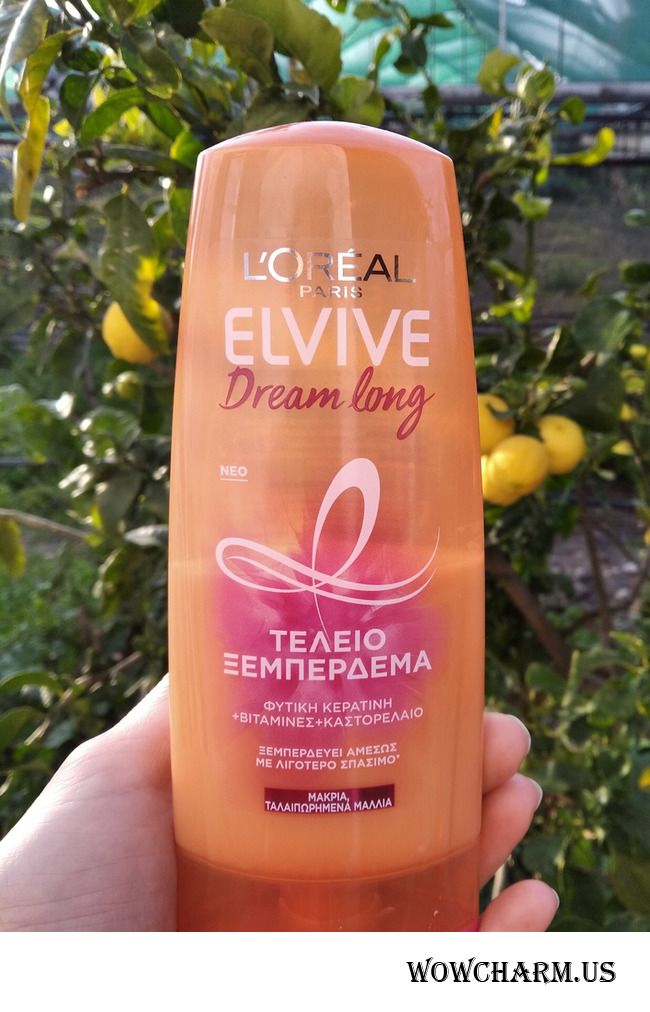 L'ORÉAL
PARIS
ELVIVE
Dream long
ΝΕΟ
ΤΕΛΕΙΟ
ΞΕΜΠΕΡΔΕΜΑ
ΦΥΤΙΚΗ ΚΕΡΑΤΙΝΗ
+ΒΙΤΑΜΙΝΕΣ+ΚΑΣΤΟΡΕΛΑΙΟ
ΞΕΜΠΕΡΔΕΥΕΙ ΑΜΕΣΩΣ
ΜΕ ΛΙΓΟΤΕΡΟ ΣΠΑΣΙΜΟ*
ΜΑΚΡΙΑ,
ΤΑΛΑΙΠΩΡΗΜΕΝΑ ΜΑΛΛΙΑ
WOWCHARM.US